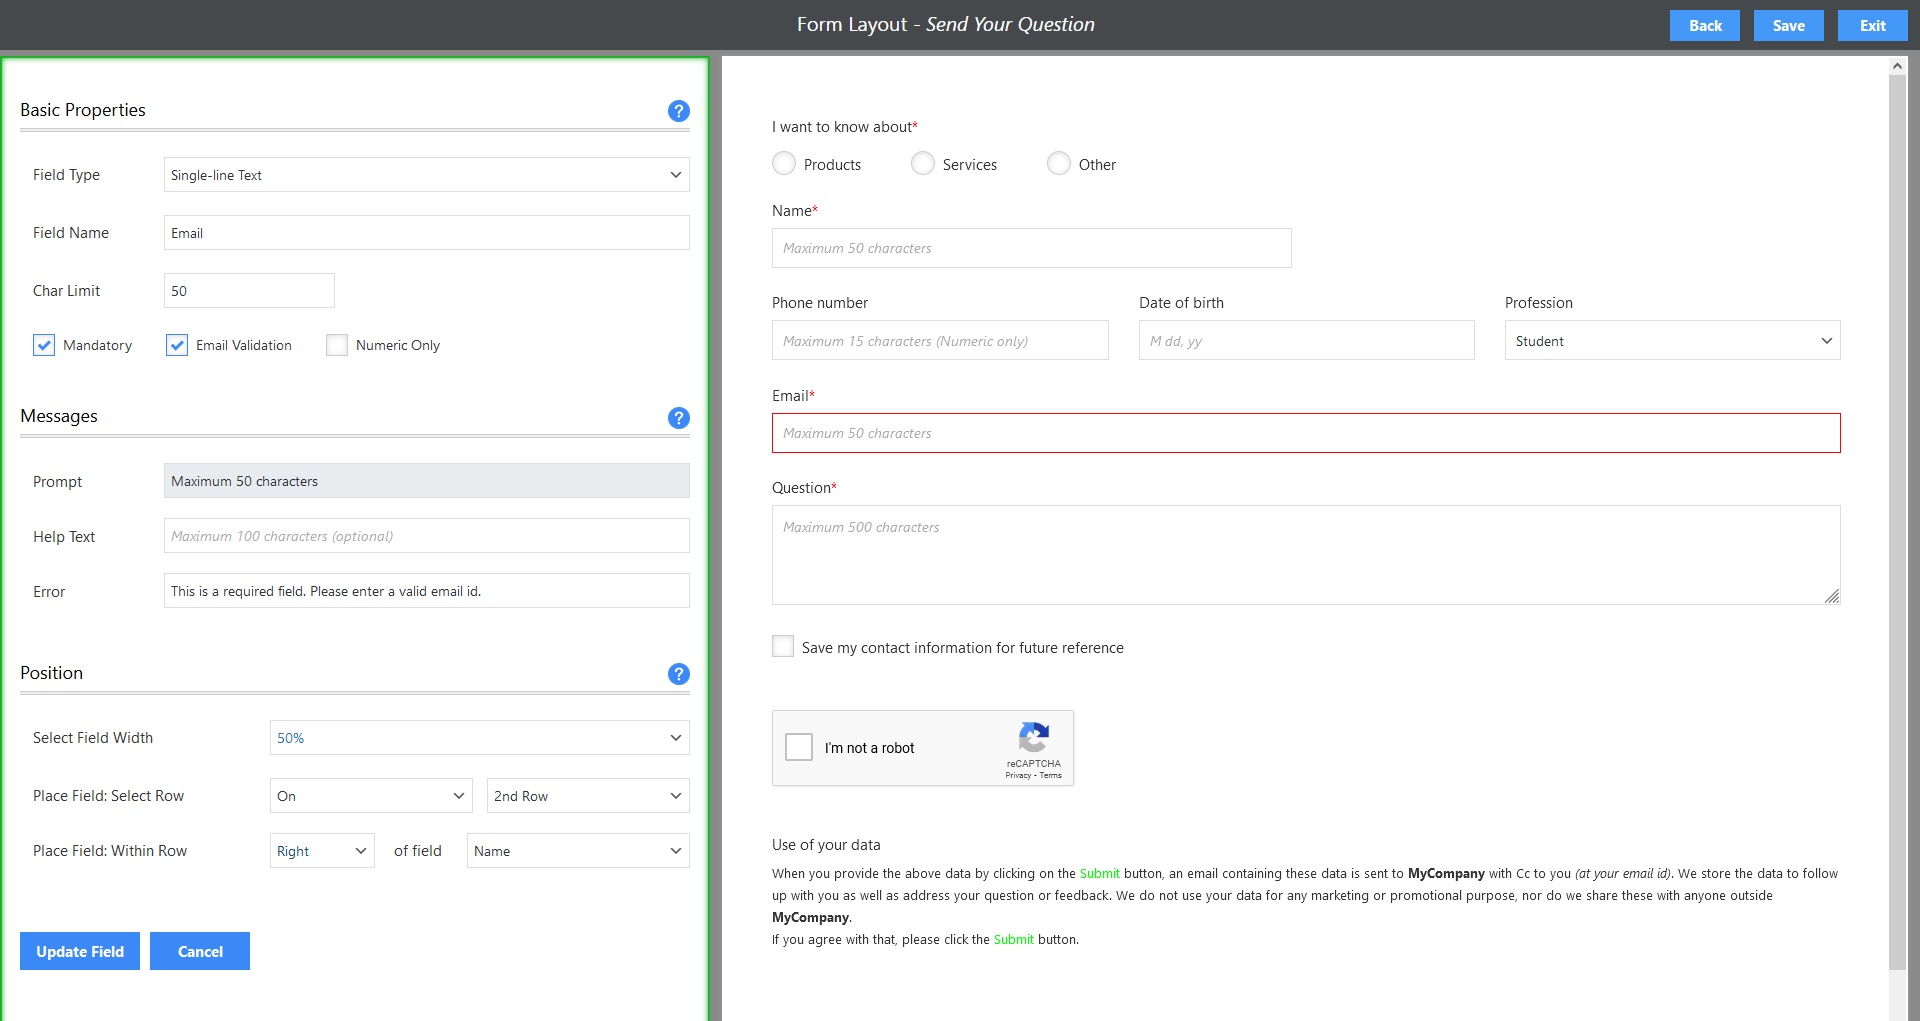 Form Layout - Send Your Question
Back
Save
Exit
Basic Properties
?
Field Type
Single-line Text
Field Name
Email
Char Limit
50
Mandatory
Email Validation
Numeric Only
Messages
?
Prompt
Maximum 50 characters
Help Text
Maximum 100 characters (optional)
Error
This is a required field. Please enter a valid email id.
Position
?
Select Field Width
50%
Place Field: Select Row
On
2nd Row
Place Field: Within Row
Right
of field
Name
Update Field
Cancel
I want to know about*
Products
Services
Other
Name*
Maximum 50 characters
Phone number
Date of birth
Profession
Maximum 15 characters (Numeric only)
M dd, yy
Student
Email*
Maximum 50 characters
Question*
Maximum 500 characters
Save my contact information for future reference
I'm not a robot
reCAPTCHA
Privacy - Terms
Use of your data
When you provide the above data by clicking on the Submit button, an email containing these data is sent to MyCompany with Cc to you (at your email id). We store the data to follow
up with you as well as address your question or feedback. We do not use your data for any marketing or promotional purpose, nor do we share these with anyone outside
MyCompany.
If you agree with that, please click the Submit button.